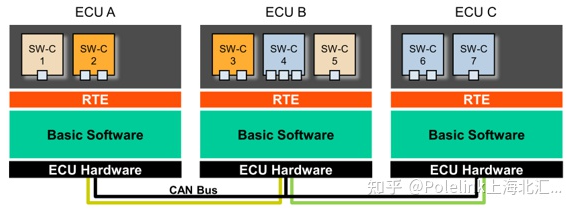 ECU A
ECU B
ECU C
SW-C
1
SW-C
2
SW-C
3
SW-C
4
SW-C
5
SW-C
6
SW-C
7
RTE
RTE
RTE
Basic Software
Basic Software
Basic Software
ECU Hardware
ECU Hardware
ECU Hardware
CAN Bus
知乎 @Polelink上海北汇...